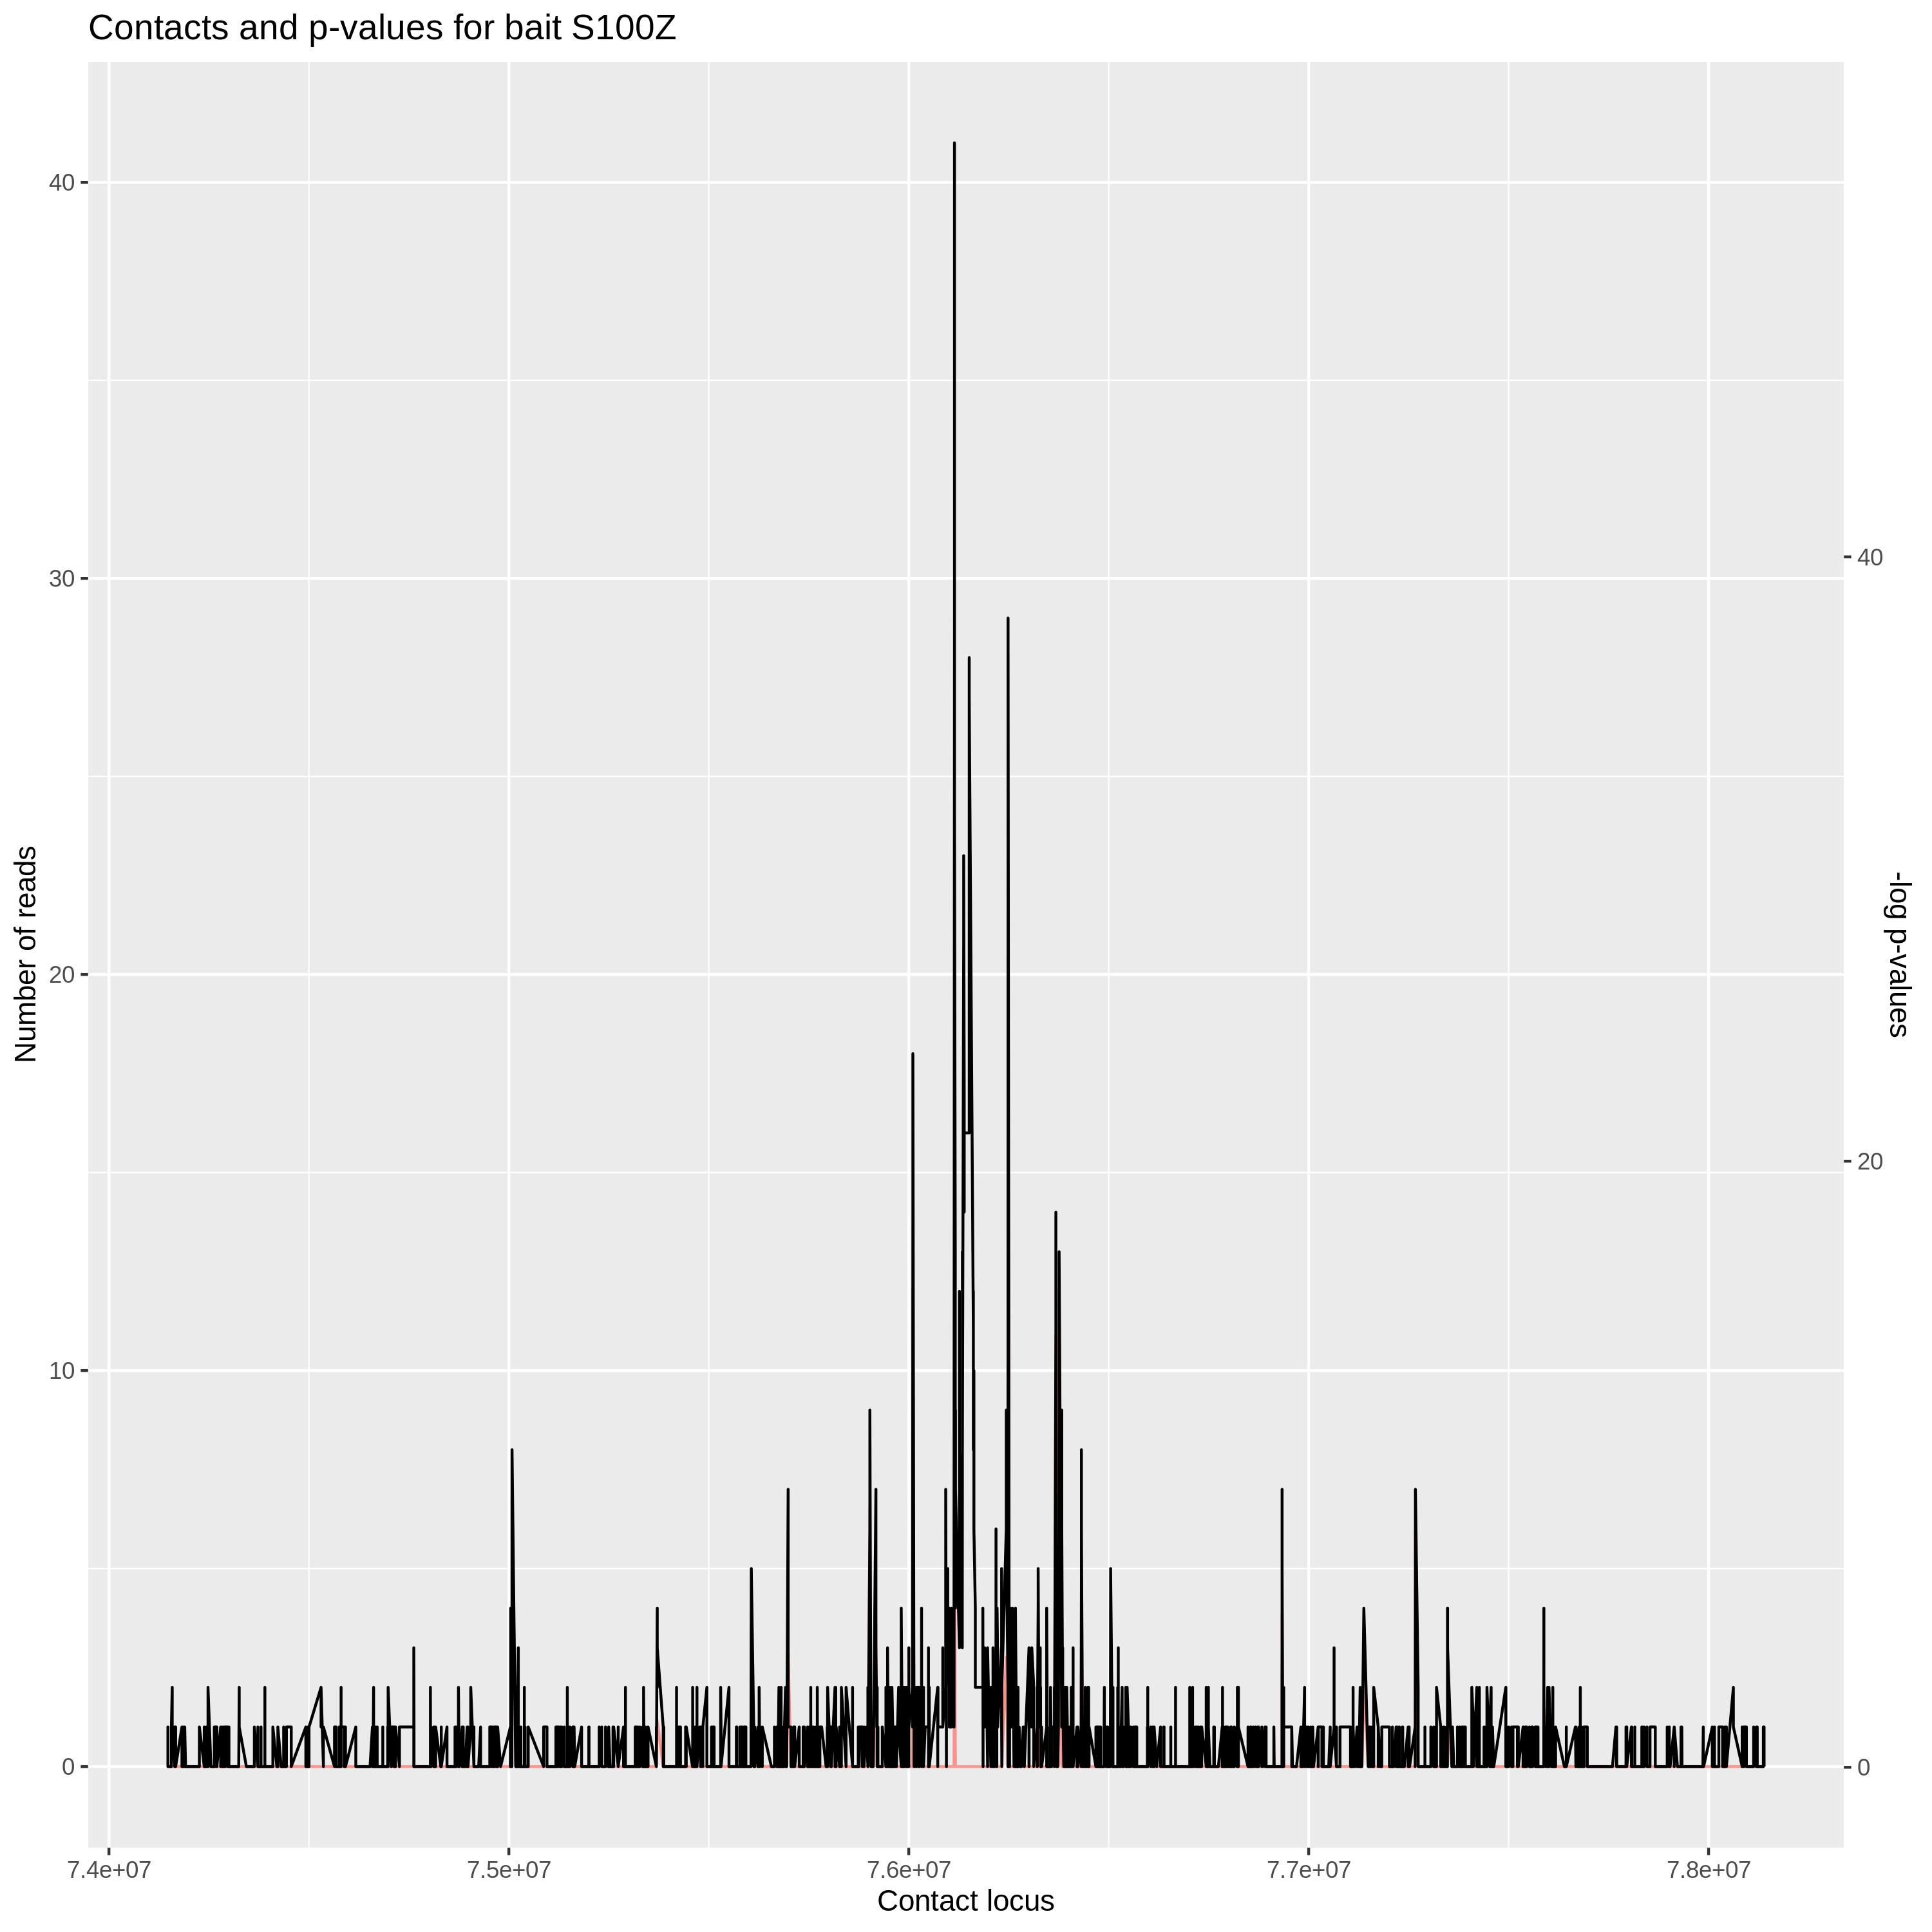 Contacts and p-values for bait S100Z
Number of reads
40
30
20
10
0
40
20
0
-log p-values
7.4e+07
7.5e+07
7.6e+07
7.7e+07
7.8e+07
Contact locus